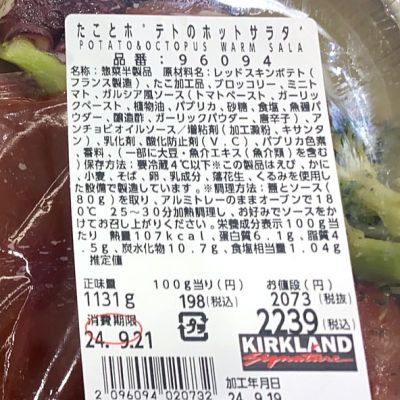 たことポテトのホットサラダ
POTATO&OCTOPUS WARM SALA
品番: 96094
名称:惣菜半製品 原材料名:レッドスキンポテト(
フランス製造)、たこ加工品、ブロッコリー、ミニト
マト、ガルシア風ソース(トマトペースト、ガーリッ
クペースト、植物油、パプリカ、砂糖、食塩、魚醤パ
ウダー、醸造酢、ガーリックパウダー、唐辛子)、ア
ンチョビオイルソース/増粘剤(加工澱粉、キサンタ
ン)、乳化剤、酸化防止剤(V.C)、パプリカ色素
、香料、(一部に大豆・魚介エキス(魚介類)を含む
)保存方法:要冷蔵4℃以下※この製品はえび、かに
、小麦、そば、卵、乳成分、落花生、くるみを使用し
た設備で製造しています。※調理方法:蓋とソース(
80g)を取り、アルミトレーのままオーブンで18
0℃ 25~30分加熱調理し、お好みでソースをか
けてお召し上がりください。栄養成分表示100g当
たり 熱量107kcal、蛋白質6.1g、脂質4
.5g、炭水化物10.7g、食塩相当量1.04g
推定値
正味量 100g当り(円) お値段(円)
1131g 198(税込) 2073(税抜)
消費期限 2239(税込)
24.9.21
KIRKLAND
Signature
2096094020732
加工年月日
24.9.19